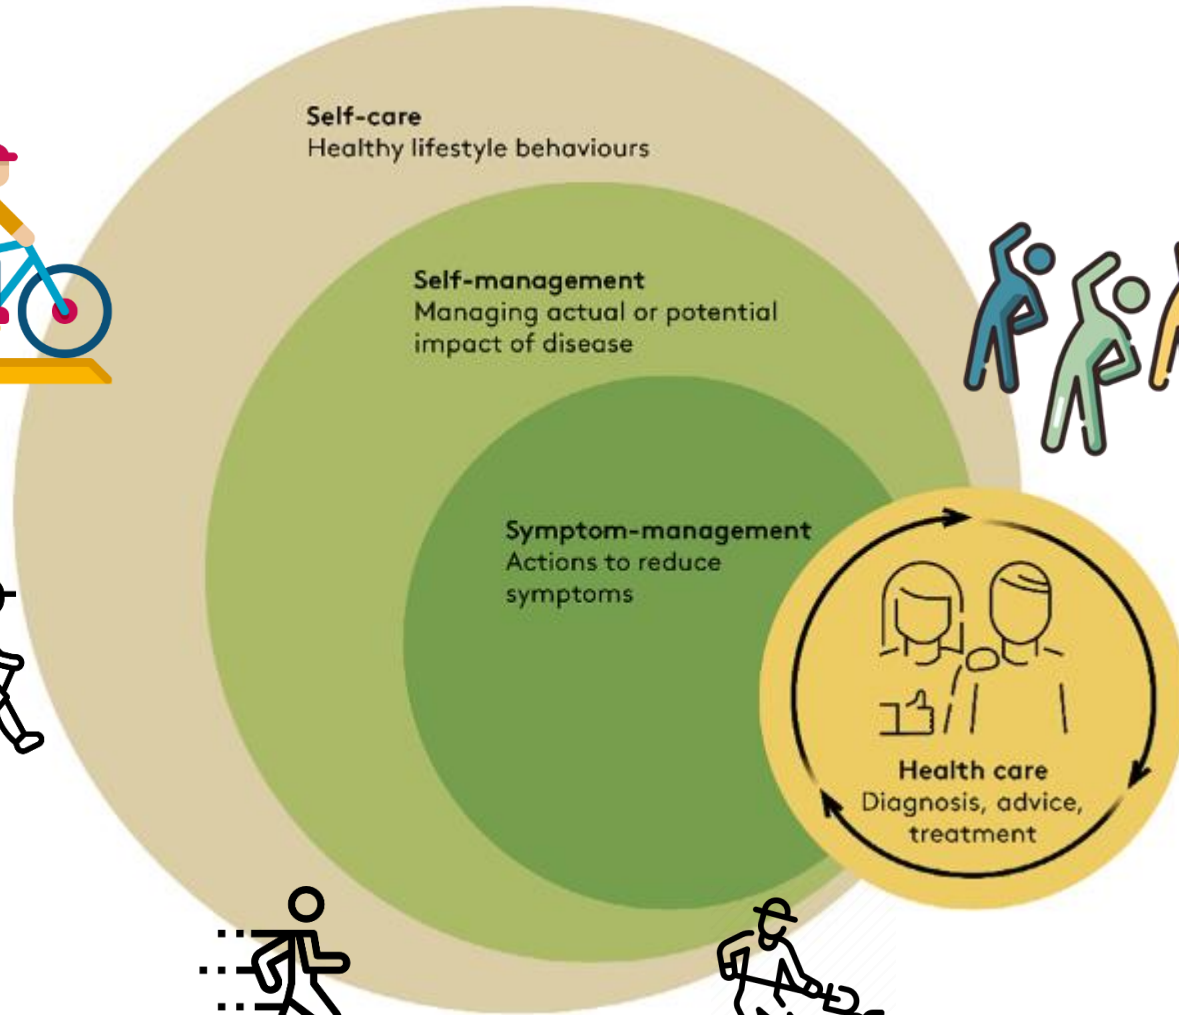 Self-care
Healthy lifestyle behaviours
Self-management
Managing actual or potential
impact of disease
Symptom-management
Actions to reduce
symptoms
Health care
Diagnosis, advice,
treatment